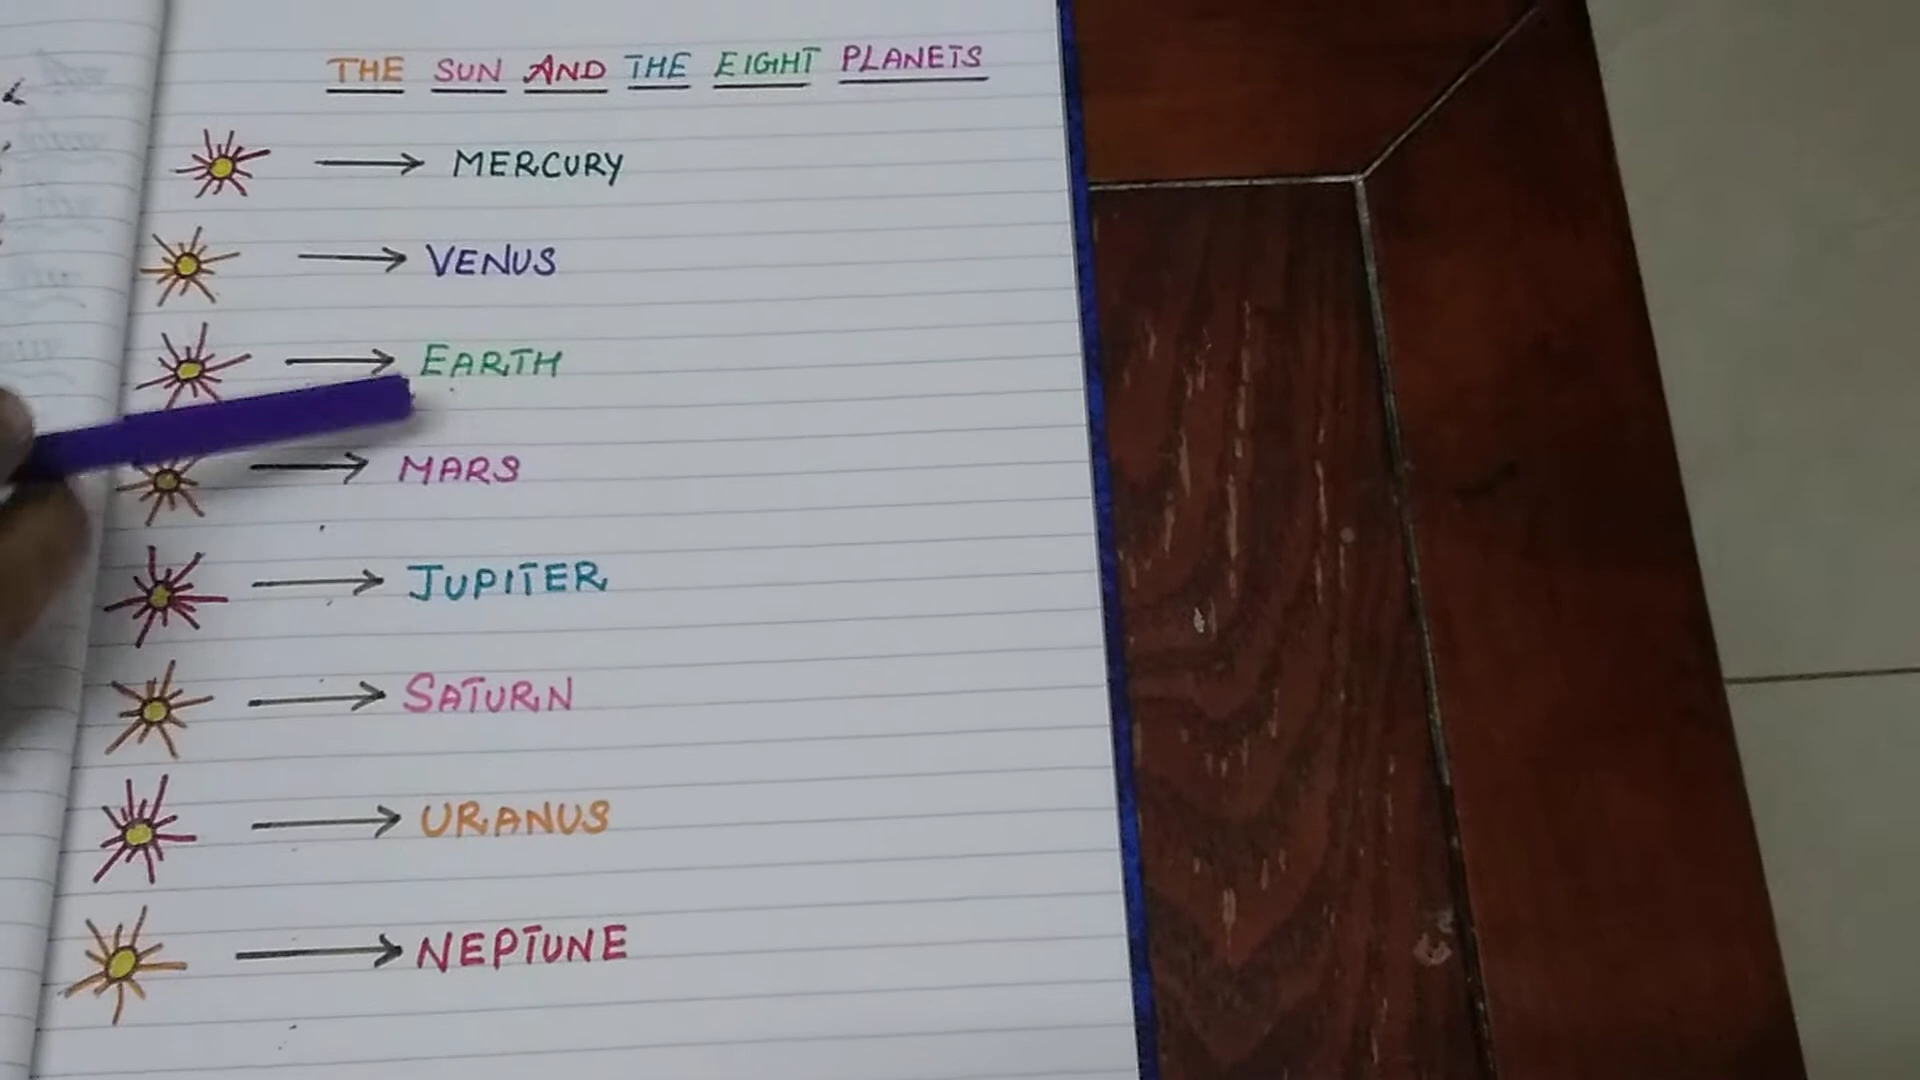 THE SUN AND THE EIGHT PLANETS
MERCURY
VENUS
EARTH
MARS
JUPITER
SATURN
URANUS
NEPTUNE